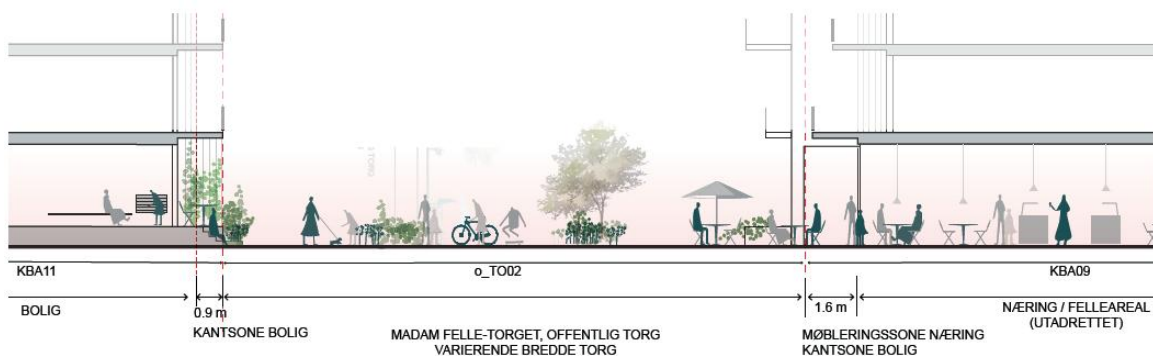 TORG
KBA11
o_TO02
KBA09
BOLIG
0.9 m
1.6 m
NÆRING / FELLEAREAL
(UTADRETTET)
KANTSONE BOLIG
MADAM FELLE-TORGET, OFFENTLIG TORG
VARIERENDE BREDDE TORG
MØBLERINGSSONE NÆRING
KANTSONE BOLIG